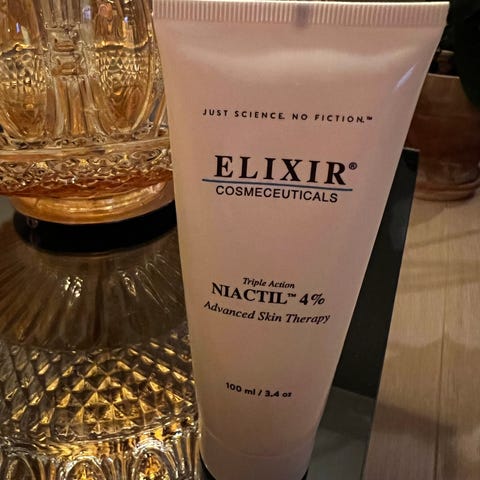 JUST SCIENCE. NO FICTION.™
ELIXIR®
COSMECEUTICALS
Triple Action
NIACTIL™ 4%
Advanced Skin Therapy
100 ml / 3.4 oz